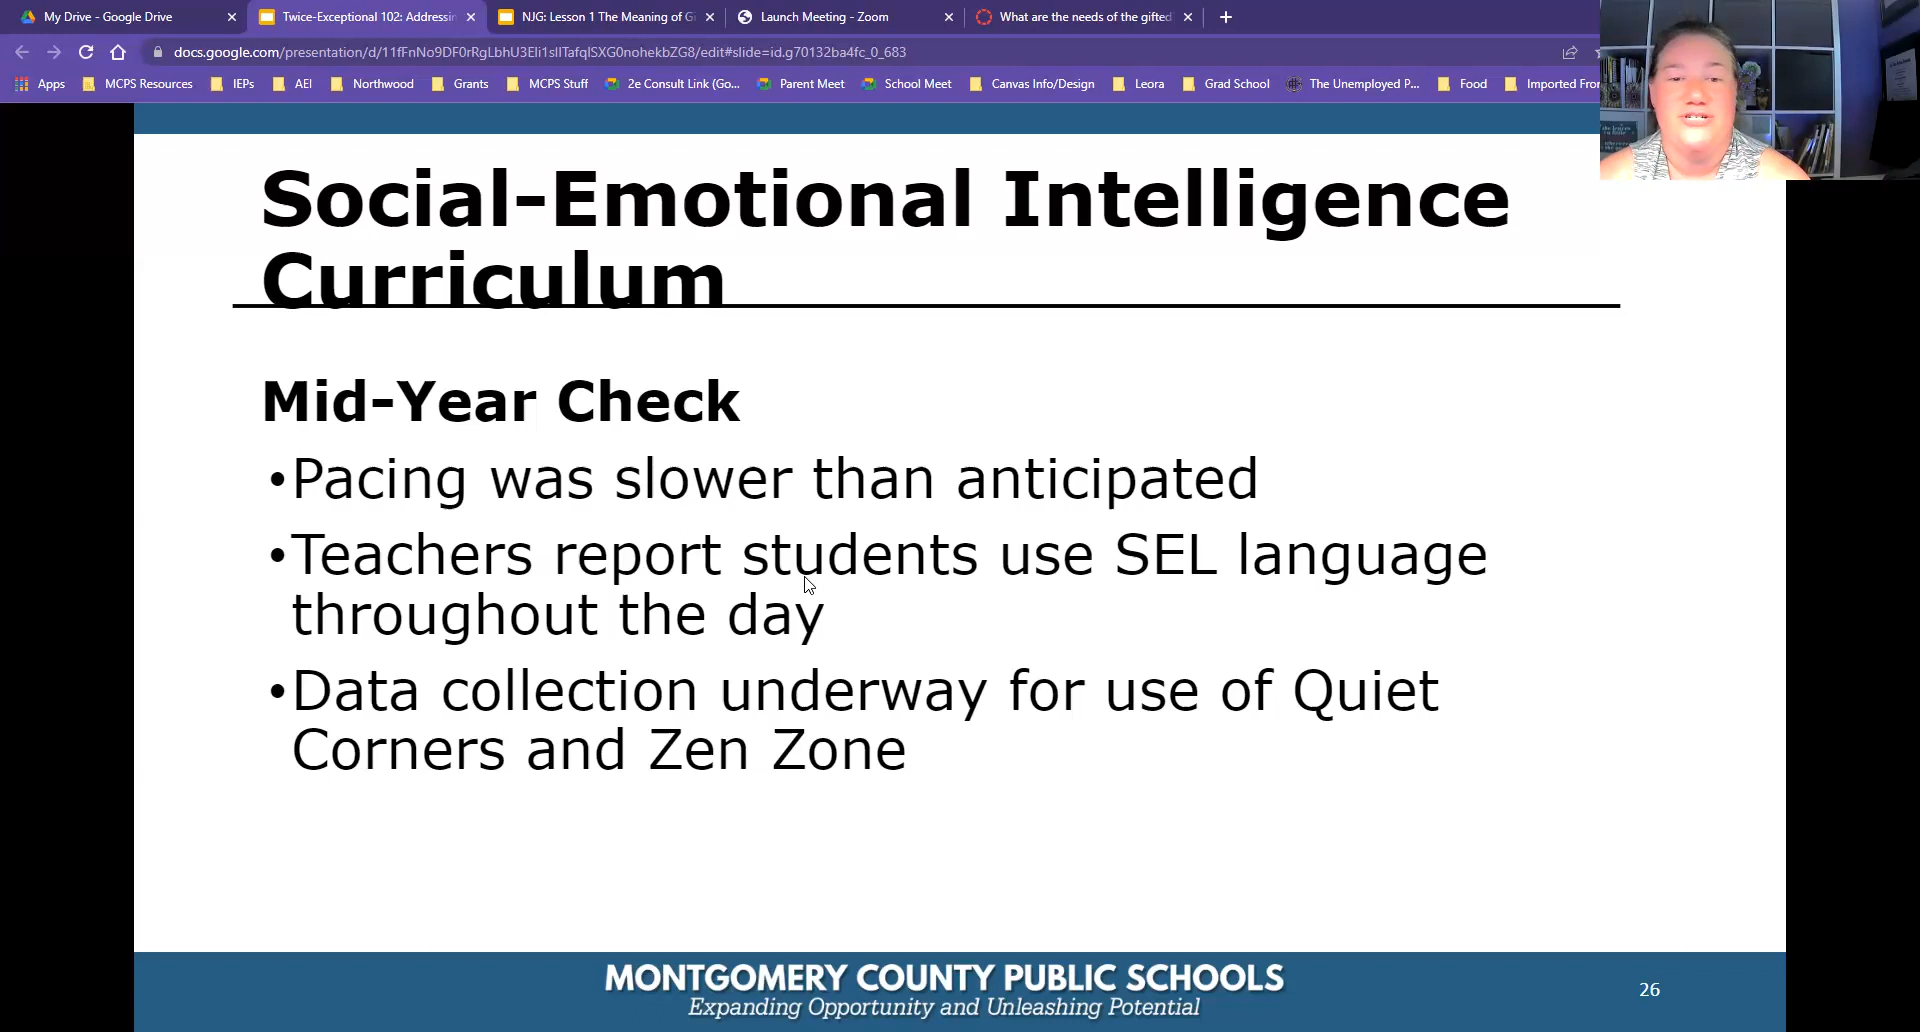 My Drive - Google Drive
Twice-Exceptional 102: Addressin
NJG: Lesson 1 The Meaning of Gi
Launch Meeting - Zoom
What are the needs of the gifted
docs.google.com/presentation/d/11fFnNo9DF0rRgLbhU3Eli1sIlTafqlSXG0nohekbZG8/edit#slide=id.g70132ba4fc_0_683
Apps MCPS Resources IEPs AEI Northwood Grants MCPS Stuff 2e Consult Link (Go... Parent Meet School Meet Canvas Info/Design Leora Grad School The Unemployed P... Food Imported Fro
Social-Emotional Intelligence
Curriculum
Mid-Year Check
•Pacing was slower than anticipated
•Teachers report students use SEL language
throughout the day
•Data collection underway for use of Quiet
Corners and Zen Zone
MONTGOMERY COUNTY PUBLIC SCHOOLS
Expanding Opportunity and Unleashing Potential
26